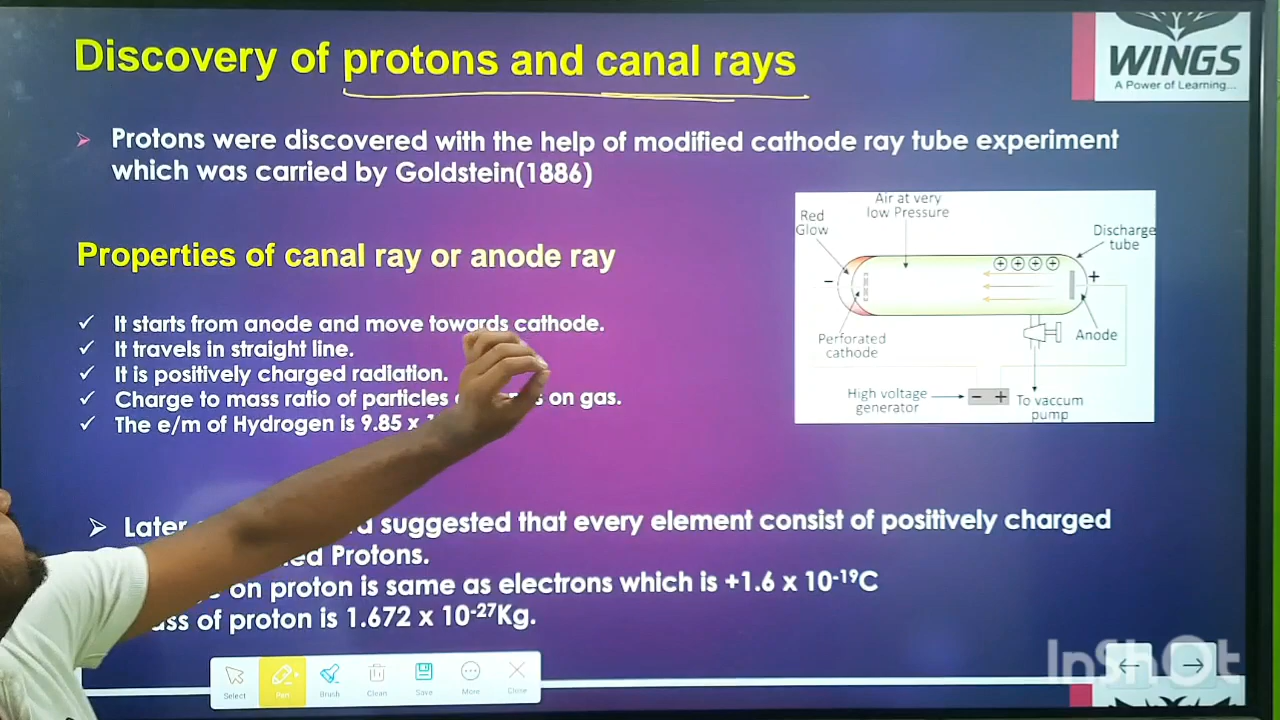 Discovery of protons and canal rays
WINGS
A Power of Learning...
Protons were discovered with the help of modified cathode ray tube experiment
which was carried by Goldstein(1886)
Air at very
low Pressure
Red
Glow
Discharge
tube
Properties of canal ray or anode ray
−
+
It starts from anode and move towards cathode.
It travels in straight line.
It is positively charged radiation.
Charge to mass ratio of particles on gas.
The e/m of Hydrogen is 9.85 x
Perforated
cathode
Anode
High voltage
generator
− +
To vaccum
pump
Later suggested that every element consist of positively charged
Protons.
on proton is same as electrons which is +1.6 x 10⁻¹⁹C
of proton is 1.672 x 10⁻²⁷Kg.
Select
Pen
Brush
Clean
Save
More
Close
InShOt